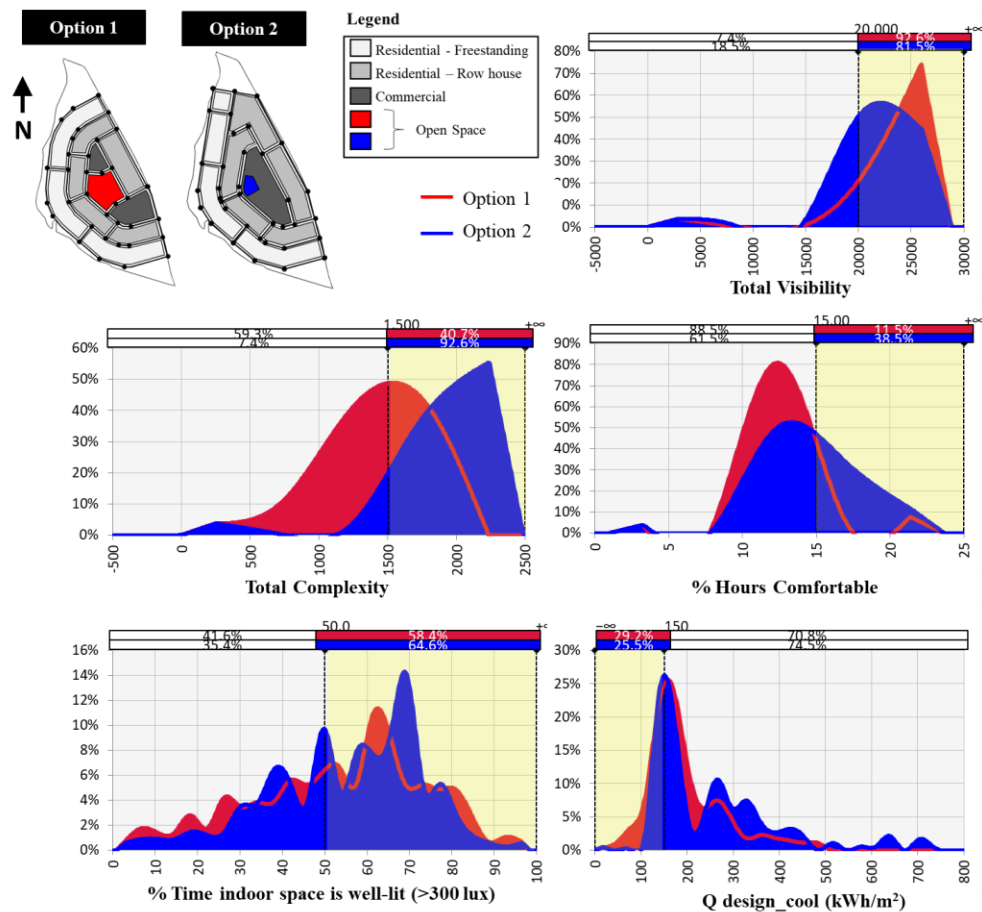 Option 1
Option 2
Legend
Residential - Freestanding
Residential – Row house
Commercial
Open Space
N
Option 1
Option 2
20,000 +∞
7.4% 92.6%
18.5% 81.5%
80%
70%
60%
50%
40%
30%
20%
10%
0%
0%
-5000 0 5000 10000 15000 20000 25000 30000
Total Visibility
1,500 +∞
59.3% 40.7%
7.4% 92.6%
60%
50%
40%
30%
20%
10%
0%
-500 0 500 1000 1500 2000 2500
Total Complexity
15.00 +∞
88.5% 11.5%
61.5% 38.5%
90%
80%
70%
60%
50%
40%
30%
20%
10%
0%
0 5 10 15 20 25
% Hours Comfortable
50.0
41.6% 58.4%
35.4% 64.6%
16%
14%
12%
10%
8%
6%
4%
2%
0%
0 10 20 30 40 50 60 70 80 90 100
% Time indoor space is well-lit (>300 lux)
-∞ 150
29.2% 70.8%
25.5% 74.5%
30%
25%
20%
15%
10%
5%
0%
0 100 200 300 400 500 600 700 800
Q design_cool (kWh/m²)